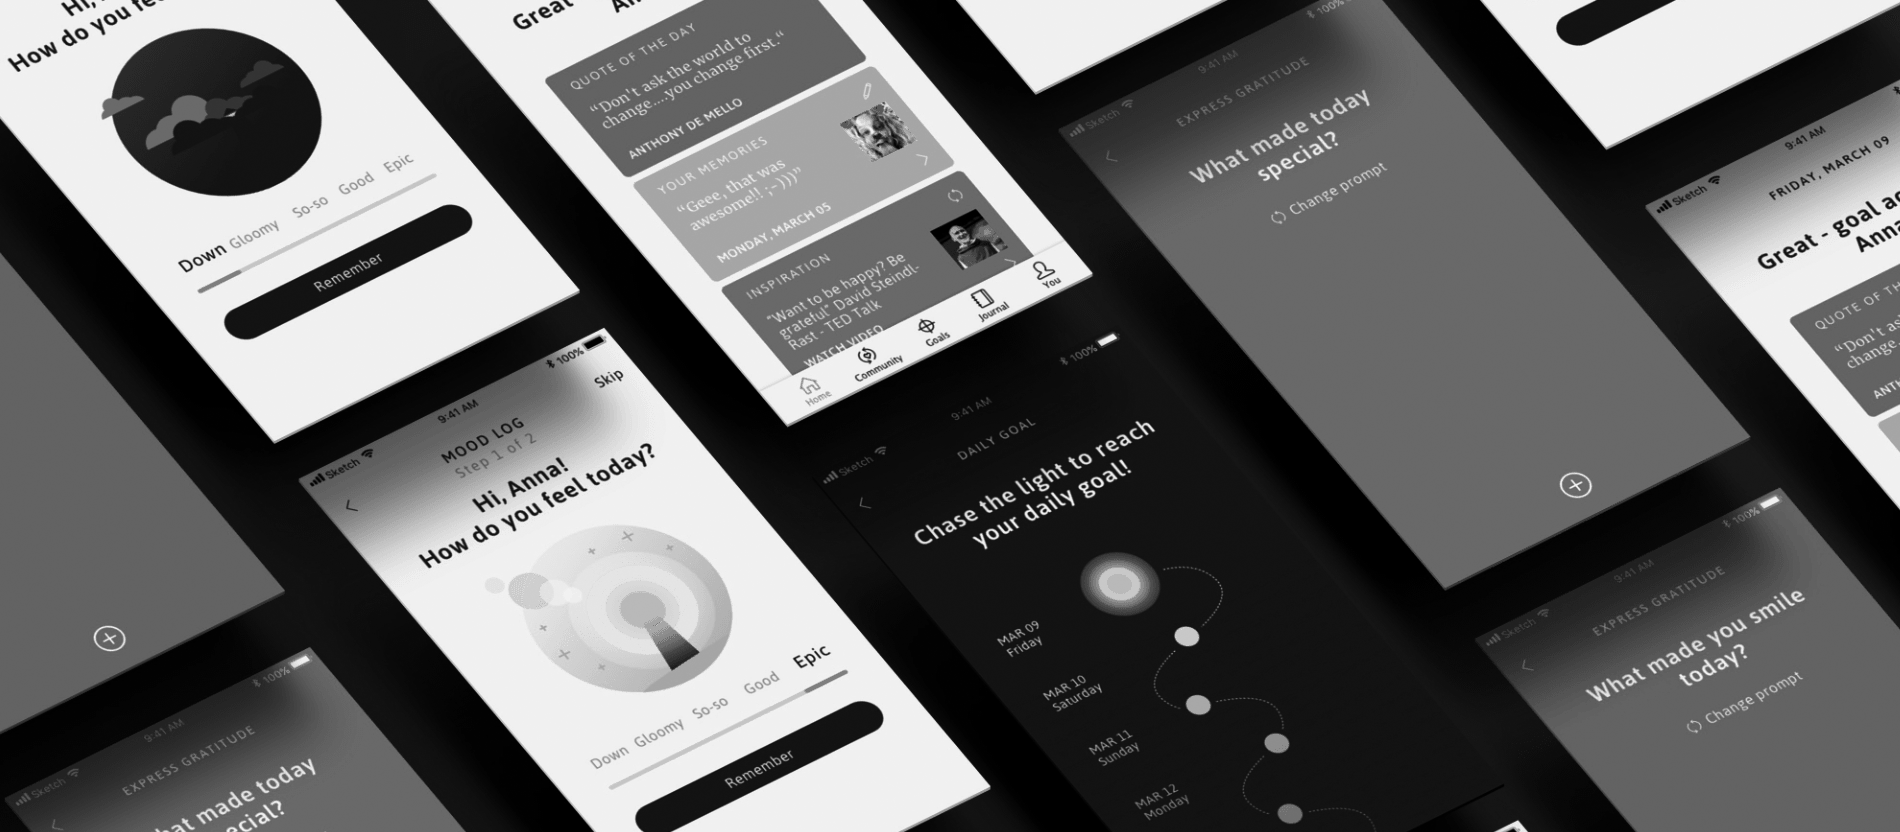 Hi,
How do you feel
Down Gloomy So-so Good Epic
Remember
Great
QUOTE OF THE DAY
“Don't ask the world to
change....you change first.“
ANTHONY DE MELLO
YOUR MEMORIES
“Geee, that was
awesome!! ;-)))”
MONDAY, MARCH 05
INSPIRATION
"Want to be happy? Be
grateful" David Steindl-
Rast - TED Talk
WATCH VIDEO
Home Community Goals Journal You
Sketch 9:41 AM 100%
EXPRESS GRATITUDE
What made today
special?
Change prompt
Sketch 9:41 AM
FRIDAY, MARCH 09
Great - goal
Anna
QUOTE OF
“Don't
change.
Sketch 9:41 AM 100%
MOOD LOG
Step 1 of 2
Skip
Hi, Anna!
How do you feel today?
Down Gloomy So-so Good Epic
Remember
Sketch 9:41 AM 100%
DAILY GOAL
Chase the light to reach
your daily goal!
MAR 09
Friday
MAR 10
Saturday
MAR 11
Sunday
MAR 12
Monday
Sketch 9:41 AM 100%
EXPRESS GRATITUDE
What made you smile
today?
Change prompt
Sketch 9:41 AM 100%
EXPRESS GRATITUDE
made today